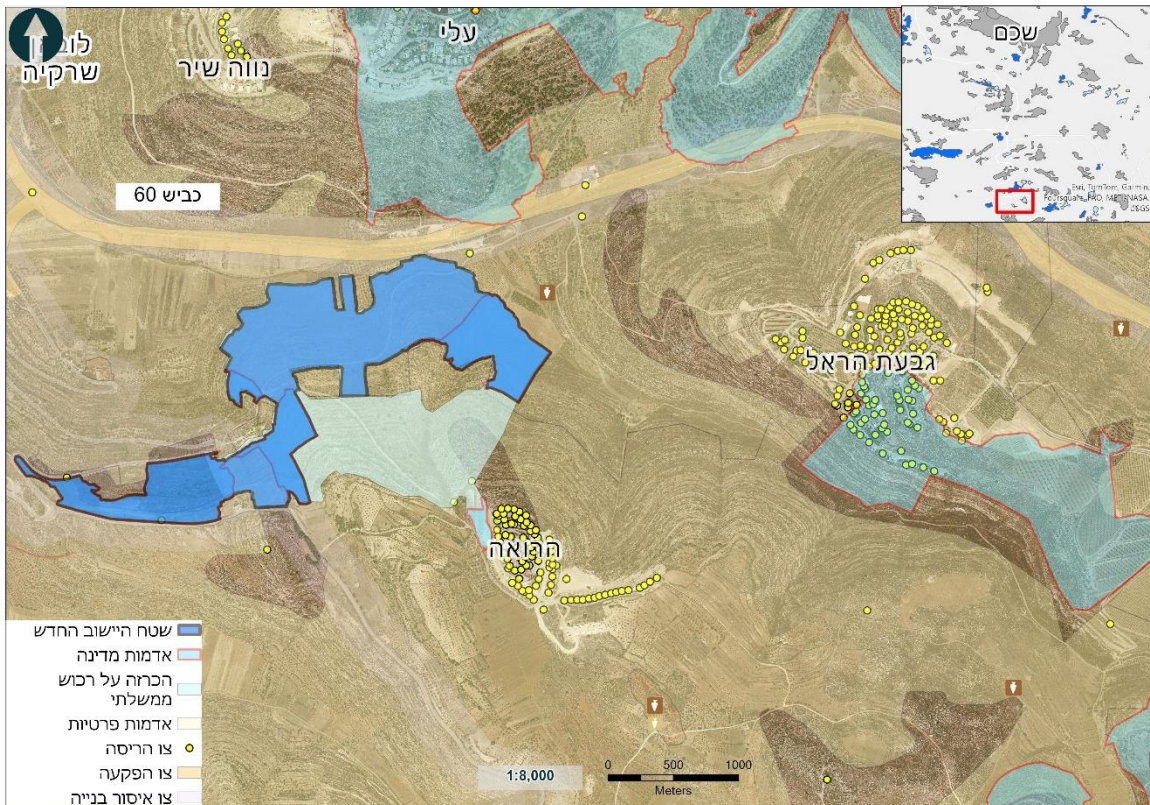 לובאן
שרקיה
נווה שיר
עלי
שכם
Esri, TomTom, Garmin,
Foursquare, FAO, METI/NASA,
USGS
כביש 60
גבעת הראל
הרואה
שטח היישוב החדש
אדמות מדינה
הכרזה על רכוש
ממשלתי
אדמות פרטיות
צו הריסה
צו הפקעה
צו איסור בנייה
1:8,000
0 500 1000
Meters